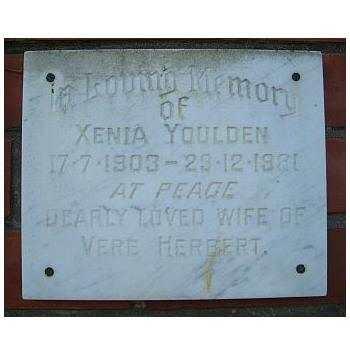 In Loving Memory
OF
XENIA YOULDEN
17·7·1903 – 29·12·1981
AT PEACE
DEARLY LOVED WIFE OF
VERE HERBERT.